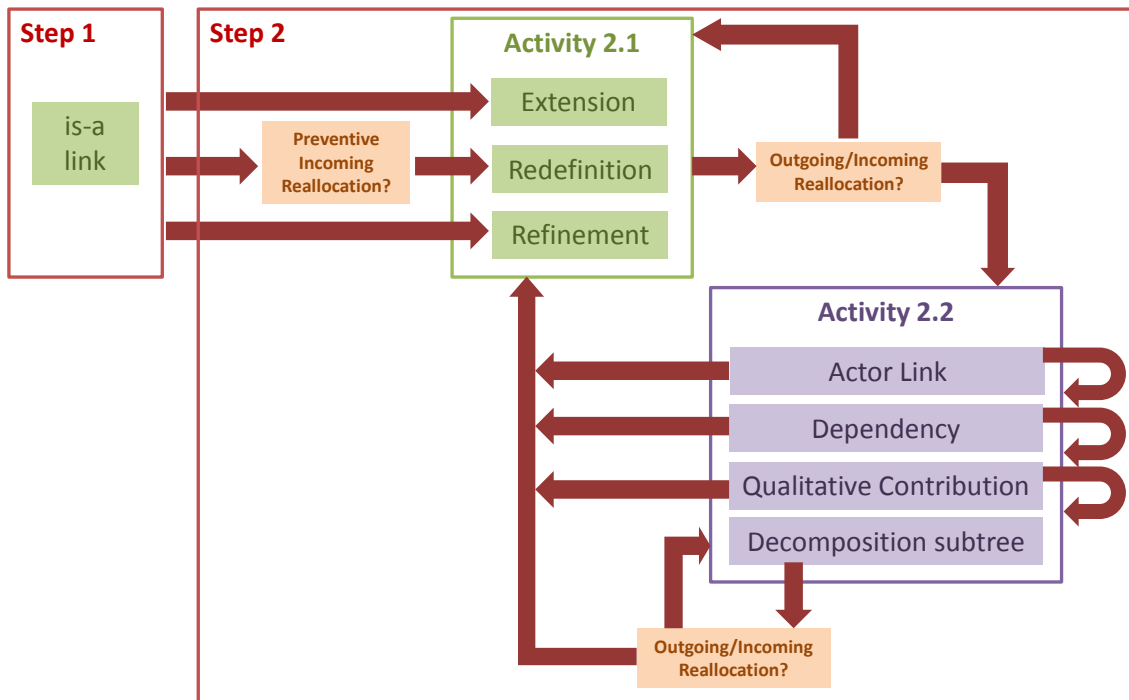 Step 1
is-a
link
Step 2
Activity 2.1
Extension
Preventive
Incoming
Reallocation?
Redefinition
Refinement
Outgoing/Incoming
Reallocation?
Activity 2.2
Actor Link
Dependency
Qualitative Contribution
Decomposition subtree
Outgoing/Incoming
Reallocation?